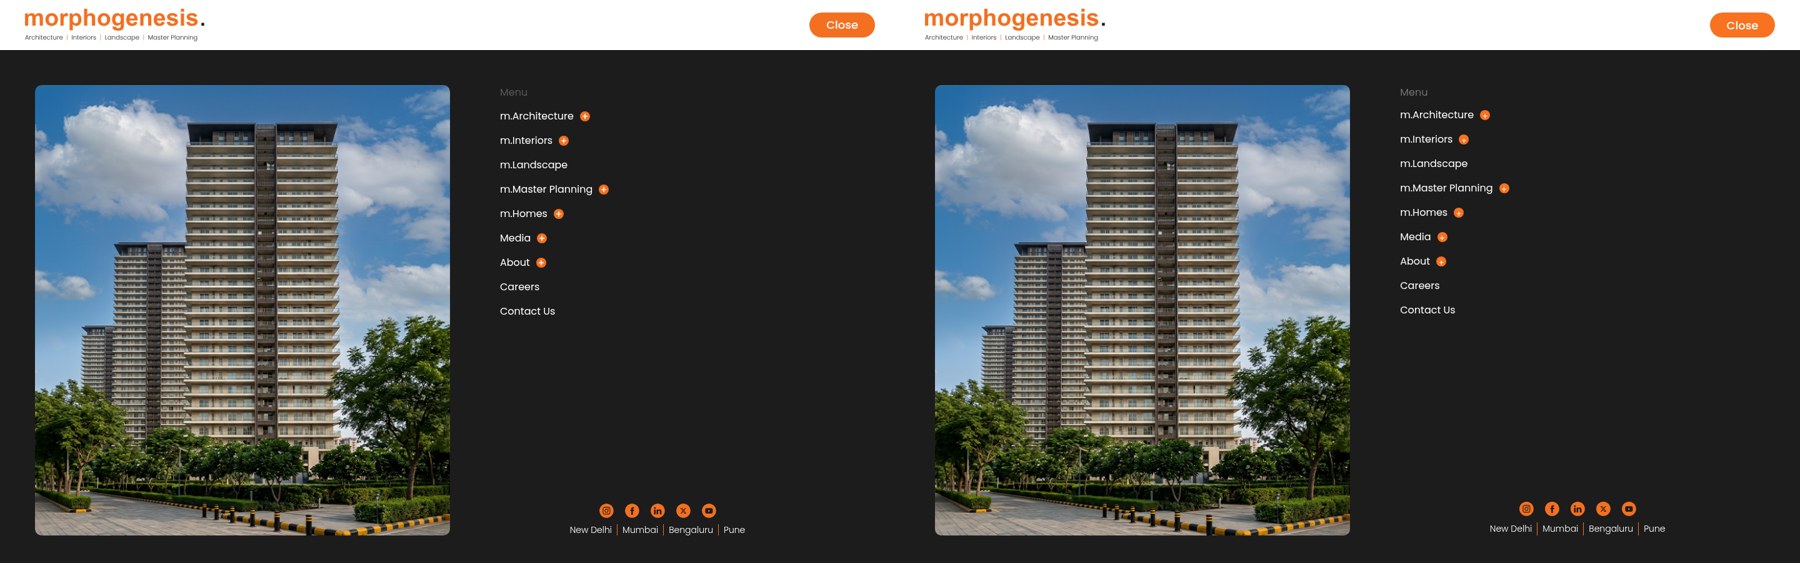 morphogenesis.
Architecture | Interiors | Landscape | Master Planning
Close
Menu
m.Architecture +
m.Interiors +
m.Landscape
m.Master Planning +
m.Homes +
Media +
About +
Careers
Contact Us
New Delhi | Mumbai | Bengaluru | Pune
morphogenesis.
Architecture | Interiors | Landscape | Master Planning
Close
Menu
m.Architecture +
m.Interiors +
m.Landscape
m.Master Planning +
m.Homes +
Media +
About +
Careers
Contact Us
New Delhi | Mumbai | Bengaluru | Pune